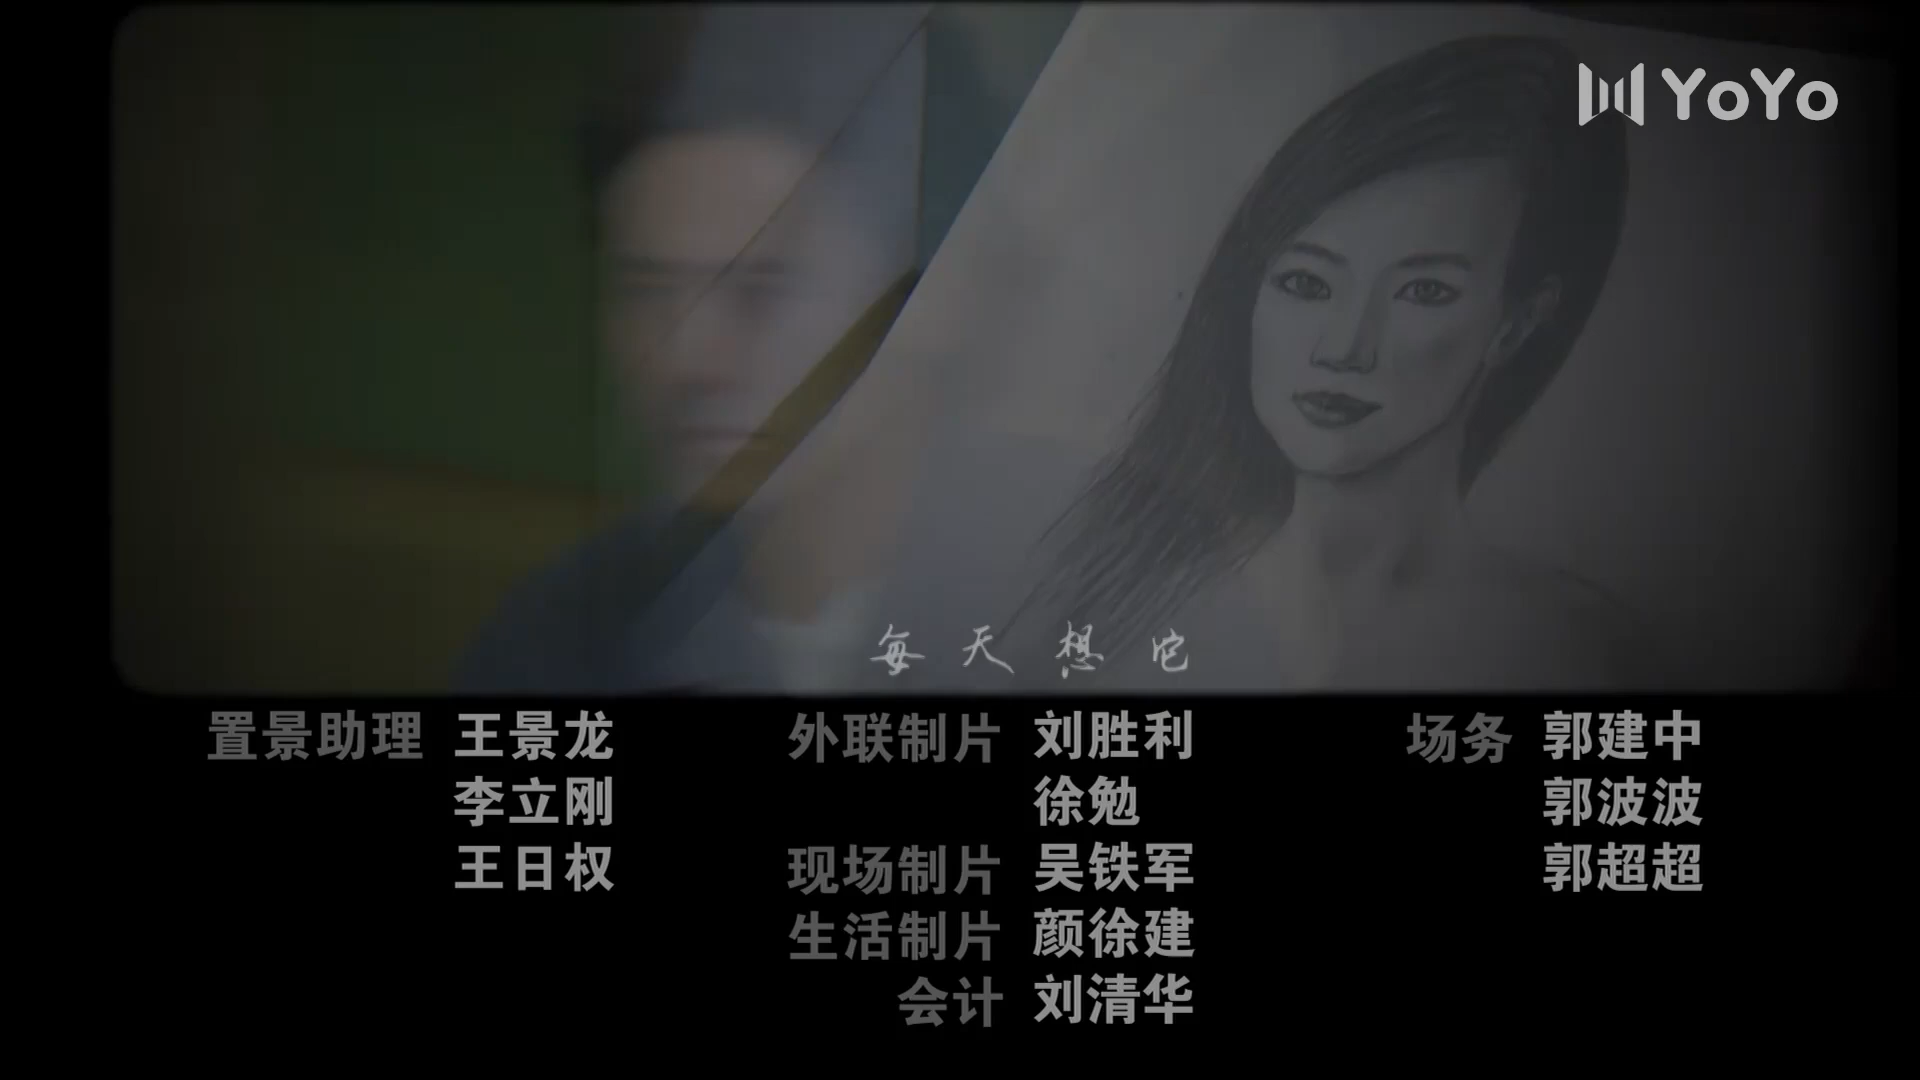 YoYo
每天想它
置景助理 王景龙 外联制片 刘胜利 场务 郭建中
李立刚 徐勉 郭波波
王日权 现场制片 吴铁军 郭超超
生活制片 颜徐建
会计 刘清华